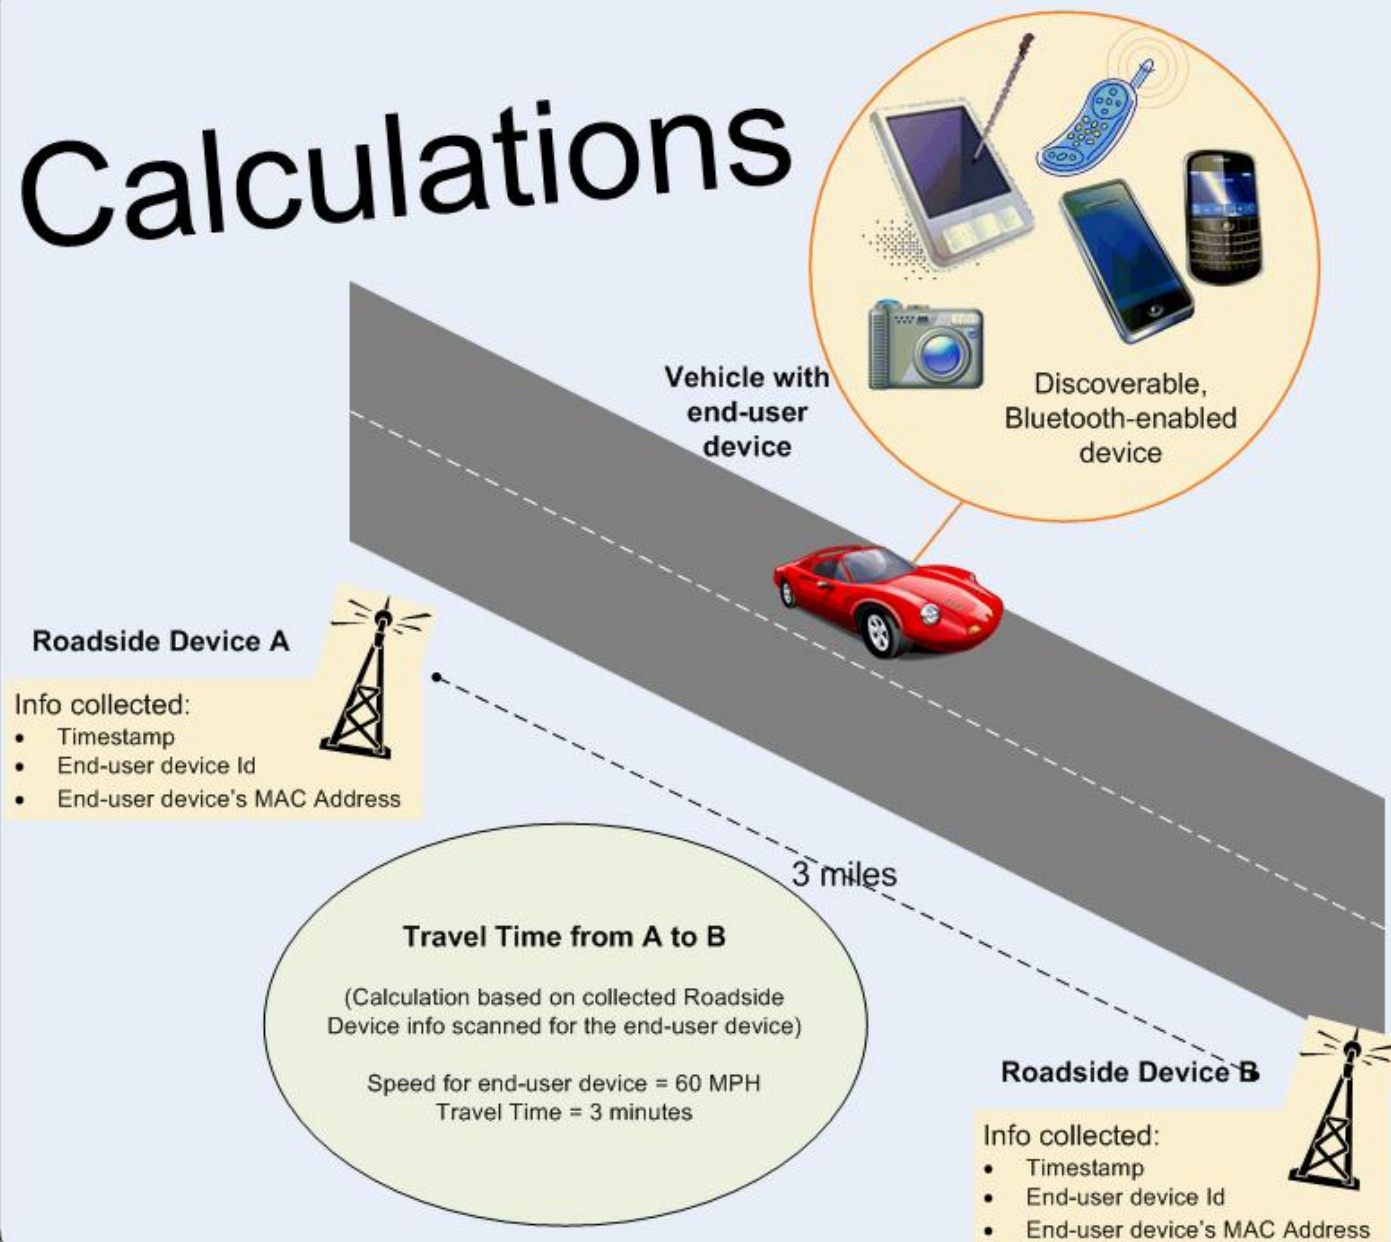 Calculations
Vehicle with
end-user
device
Discoverable,
Bluetooth-enabled
device
Roadside Device A
Info collected:
• Timestamp
• End-user device Id
• End-user device's MAC Address
3 miles
Travel Time from A to B
(Calculation based on collected Roadside
Device info scanned for the end-user device)
Speed for end-user device = 60 MPH
Travel Time = 3 minutes
Roadside Device B
Info collected:
• Timestamp
• End-user device Id
• End-user device's MAC Address